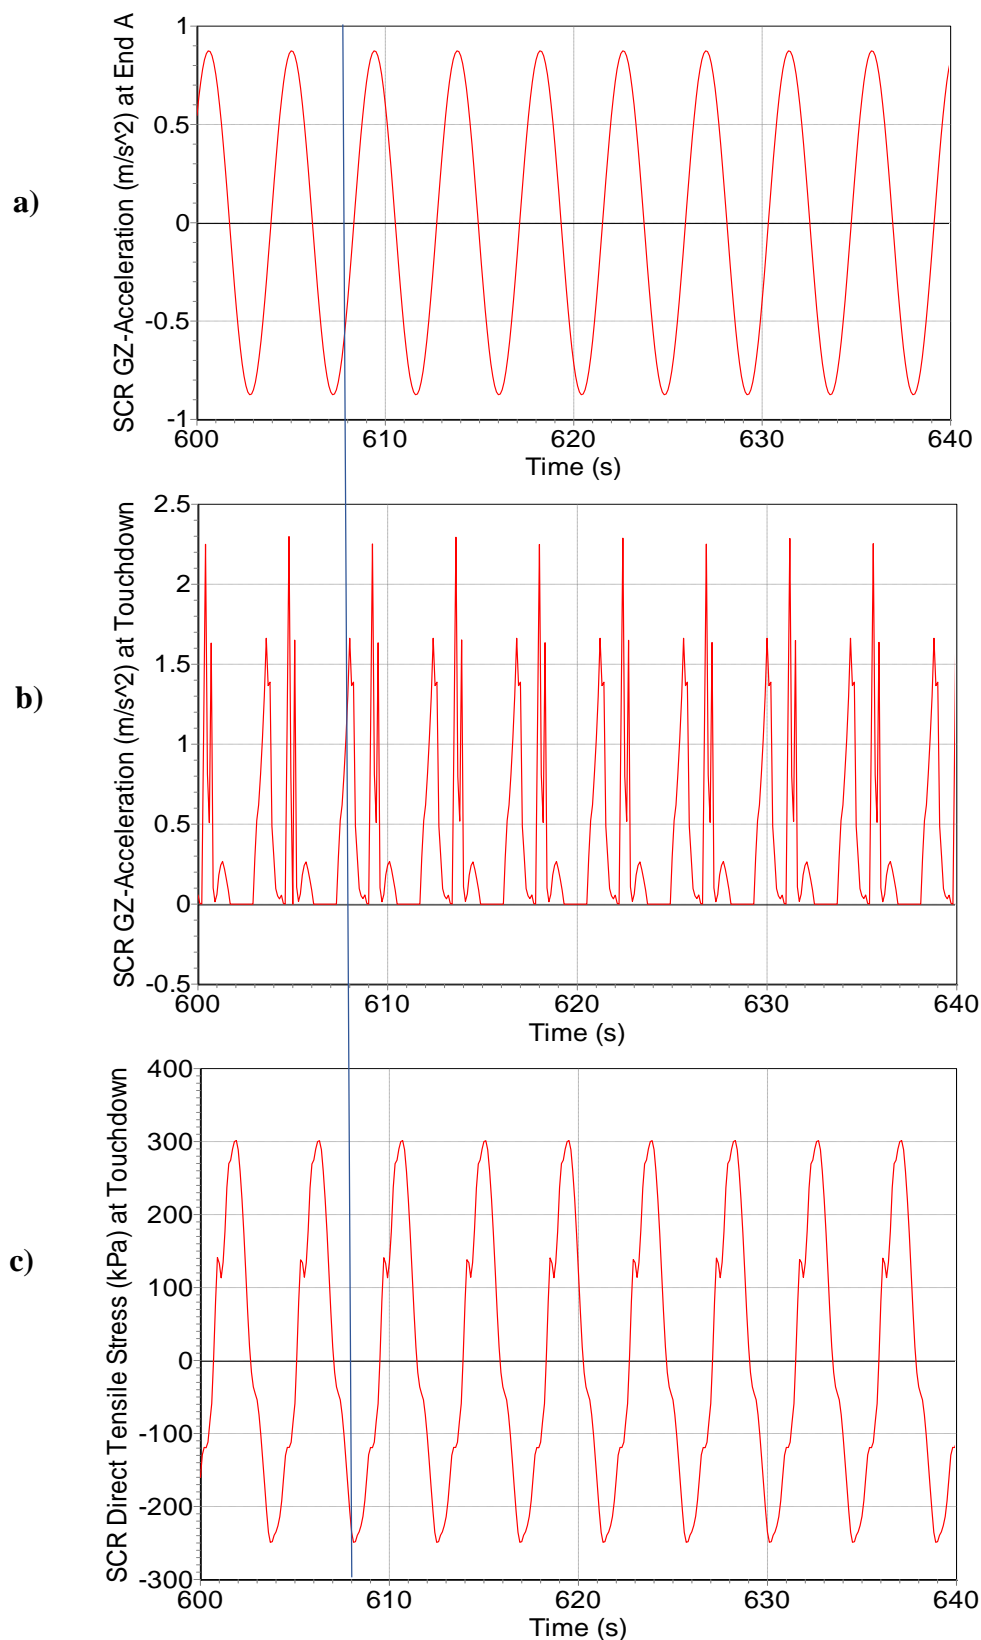 a)
SCR GZ-Acceleration (m/s^2) at End A
1
0.5
0
-0.5
-1
600 610 620 630 640
Time (s)
b)
SCR GZ-Acceleration (m/s^2) at Touchdown
2.5
2
1.5
1
0.5
0
-0.5
600 610 620 630 640
Time (s)
c)
SCR Direct Tensile Stress (kPa) at Touchdown
400
300
200
100
0
-100
-200
-300
600 610 620 630 640
Time (s)